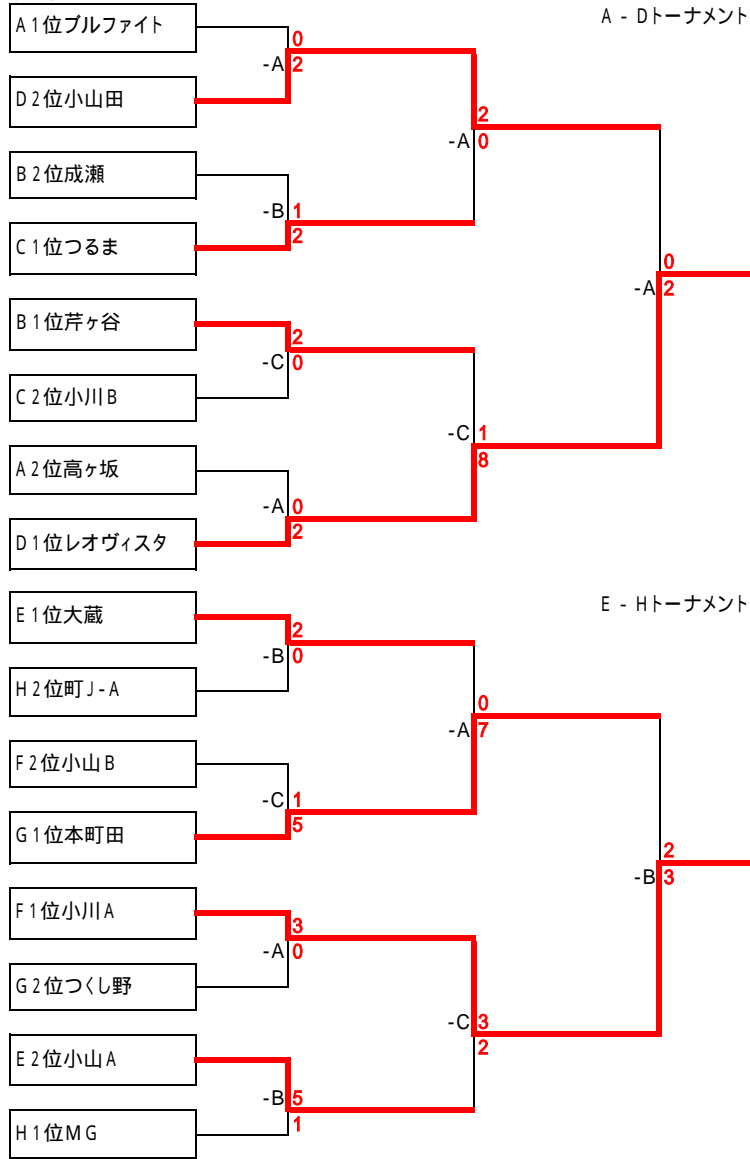 A1位ブルファイト
A - Dトーナメント
0
-A 2
D2位小山田
2
-A 0
B2位成瀬
-B 1
2
C1位つるま
0
-A 2
B1位芹ヶ谷
2
-C 0
C2位小川B
-C 1
8
A2位高ヶ坂
-A 0
2
D1位レオヴィスタ
E1位大蔵
E - Hトーナメント
2
-B 0
H2位町J-A
0
-A 7
F2位小山B
-C 1
5
G1位本町田
2
-B 3
F1位小川A
3
-A 0
G2位つくし野
-C 3
2
E2位小山A
-B 5
1
H1位MG